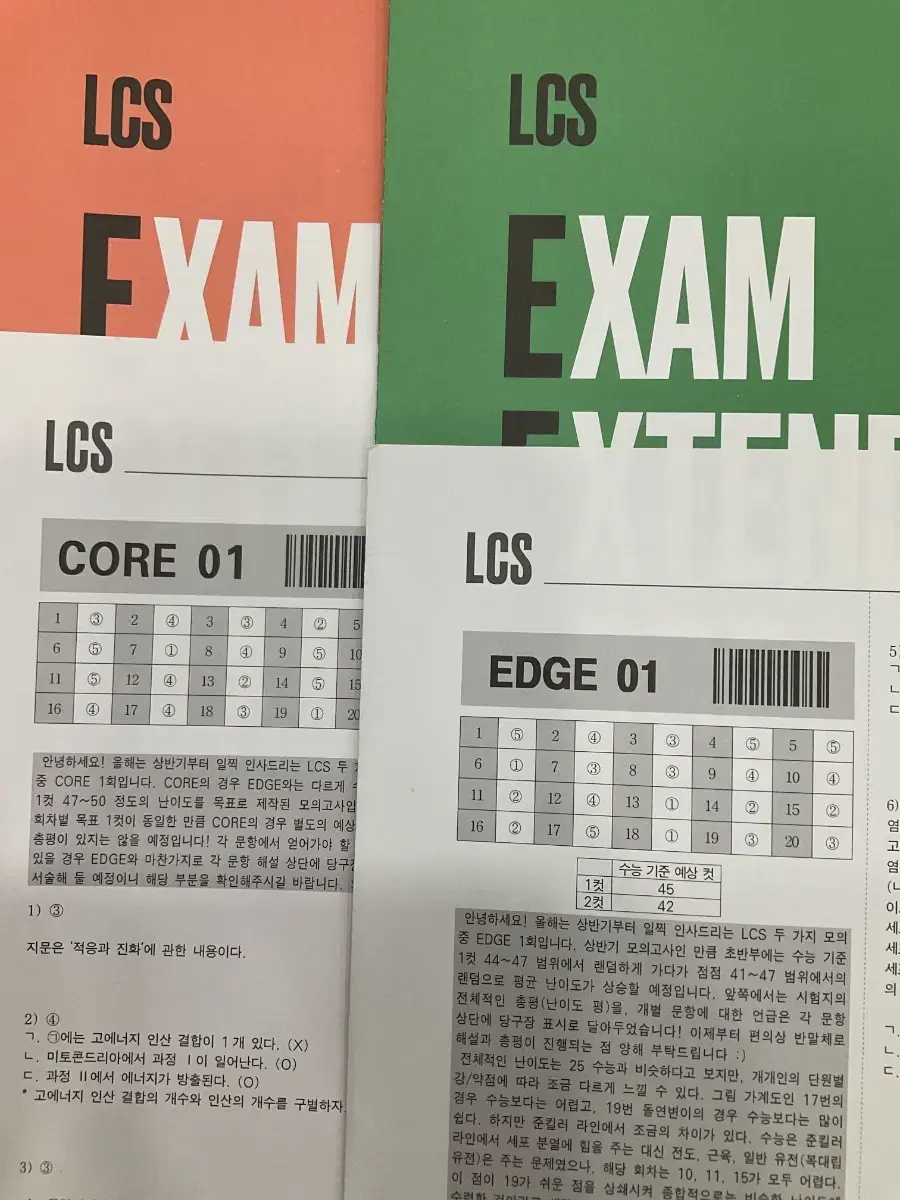 LCS
EXAM
LCS
EXAM
LCS
CORE 01
1 ③ 2 ④ 3 ③ 4 ② 5
6 ⑤ 7 ① 8 ④ 9 ⑤ 10
11 ⑤ 12 ④ 13 ② 14 ⑤ 15
16 ④ 17 ④ 18 ③ 19 ① 20
안녕하세요! 올해는 상반기부터 일찍 인사드리는 LCS 두
중 CORE 1회입니다. CORE의 경우 EDGE와는 다르게
1컷 47~50 정도의 난이도를 목표로 제작된 모의고사입
회차별 목표 1컷이 동일한 만큼 CORE의 경우 별도의 예상
총평이 있지는 않을 예정입니다! 각 문항에서 얻어가야 할
있을 경우 EDGE와 마찬가지로 각 문항 해설 상단에 당구장
서술해 둘 예정이니 해당 부분을 확인해주시길 바랍니다.
1) ③
지문은 '적응과 진화'에 관한 내용이다.
2) ④
ㄱ. ㉠에는 고에너지 인산 결합이 1개 있다. (X)
ㄴ. 미토콘드리아에서 과정 Ⅰ이 일어난다. (O)
ㄷ. 과정 Ⅱ에서 에너지가 방출된다. (O)
* 고에너지 인산 결합의 개수와 인산의 개수를 구별하자.
3) ③
LCS
EDGE 01
1 ⑤ 2 ④ 3 ③ 4 ⑤ 5 ⑤
6 ① 7 ③ 8 ③ 9 ④ 10 ④
11 ② 12 ④ 13 ① 14 ② 15 ②
16 ② 17 ⑤ 18 ① 19 ③ 20 ③
수능 기준 예상 컷
1컷 45
2컷 42
안녕하세요! 올해는 상반기부터 일찍 인사드리는 LCS 두 가지 모의
중 EDGE 1회입니다. 상반기 모의고사인 만큼 초반부에는 수능 기준
1컷 44~47 범위에서 랜덤하게 가다가 점점 41~47 범위에서의
랜덤으로 평균 난이도가 상승할 예정입니다. 앞쪽에서는 시험지의
전체적인 총평(난이도 평)을, 개별 문항에 대한 언급은 각 문항
상단에 당구장 표시로 달아두었습니다! 이제부터 편의상 반말체로
해설과 총평이 진행되는 점 양해 부탁드립니다 :)
전체적인 난이도는 25 수능과 비슷하다고 보지만, 개개인의 단원별
강/약점에 따라 조금 다르게 느낄 수 있다. 그림 가계도인 17번의
경우 수능보다는 어렵고, 19번 돌연변이의 경우 수능보다는 많이
쉽다. 하지만 준킬러 라인에서 조금의 차이가 있다. 수능은 준킬러
라인에서 세포 분열에 힘을 주는 대신 전도, 근육, 일반 유전(복대립
유전)은 주는 문제였으나, 해당 회차는 10, 11, 15가 모두 어렵다.
이 점이 19가 쉬운 점을 상쇄시켜 종합적으로는 비슷한 난이도에
5)
ㄱ
ㄴ
ㄷ
6)
염
고
염
(ㄴ
이
세
세
세
의
ㄱ.
ㄴ.
ㄷ.